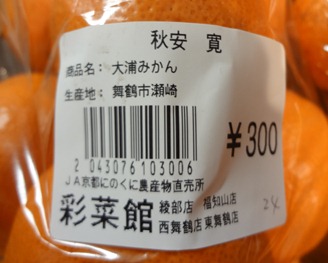 秋安 寛
商品名： 大浦みかん
生産地： 舞鶴市瀬崎
¥300
2 043076 103006
ＪＡ京都にのくに農産物直売所
彩菜館 綾部店 福知山店
西舞鶴店 東舞鶴店